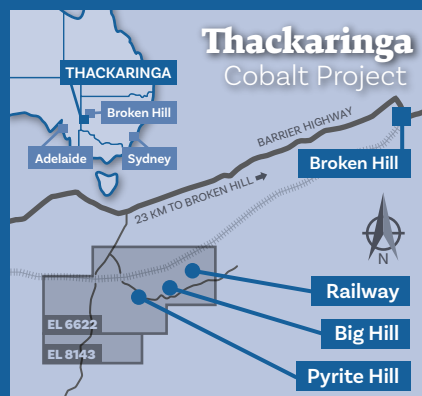 Thackaringa
Cobalt Project
THACKARINGA
Broken Hill
Adelaide
Sydney
BARRIER HIGHWAY
Broken Hill
23 KM TO BROKEN HILL
N
Railway
EL 6622
Big Hill
EL 8143
Pyrite Hill